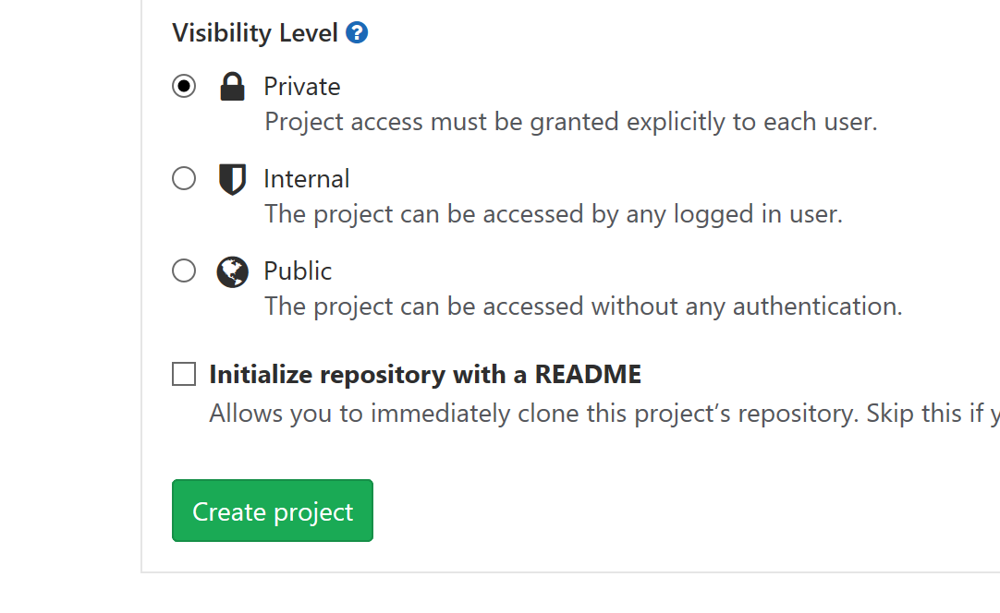 Visibility Level ?
Private
Project access must be granted explicitly to each user.
Internal
The project can be accessed by any logged in user.
Public
The project can be accessed without any authentication.
Initialize repository with a README
Allows you to immediately clone this project’s repository. Skip this if
Create project